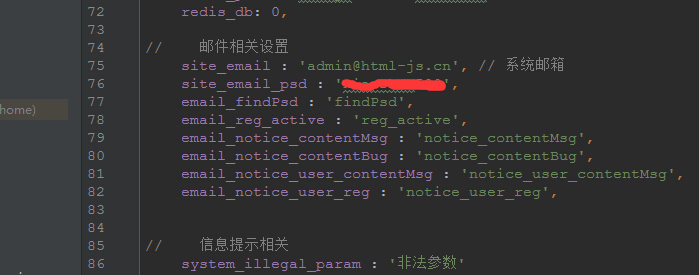 72 redis_db: 0,
73
74 // 邮件相关设置
75 site_email : 'admin@html-js.cn', // 系统邮箱
76 site_email_psd : '',
77 email_findPsd : 'findPsd',
78 email_reg_active : 'reg_active',
79 email_notice_contentMsg : 'notice_contentMsg',
80 email_notice_contentBug : 'notice_contentBug',
81 email_notice_user_contentMsg : 'notice_user_contentMsg',
82 email_notice_user_reg : 'notice_user_reg',
83
84
home)
85 // 信息提示相关
86 system_illegal_param : '非法参数'